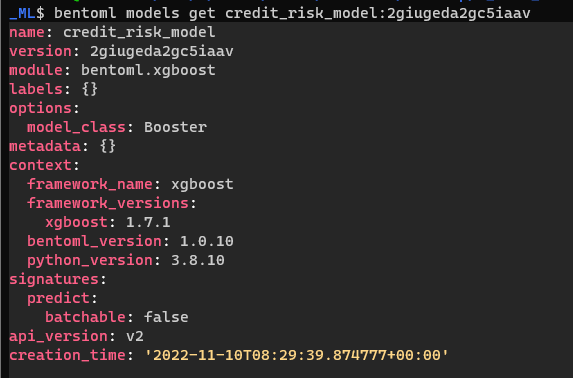 _ML$ bentoml models get credit_risk_model:2giugeda2gc5iaav
name: credit_risk_model
version: 2giugeda2gc5iaav
module: bentoml.xgboost
labels: {}
options:
  model_class: Booster
metadata: {}
context:
  framework_name: xgboost
  framework_versions:
    xgboost: 1.7.1
  bentoml_version: 1.0.10
  python_version: 3.8.10
signatures:
  predict:
    batchable: false
api_version: v2
creation_time: '2022-11-10T08:29:39.874777+00:00'